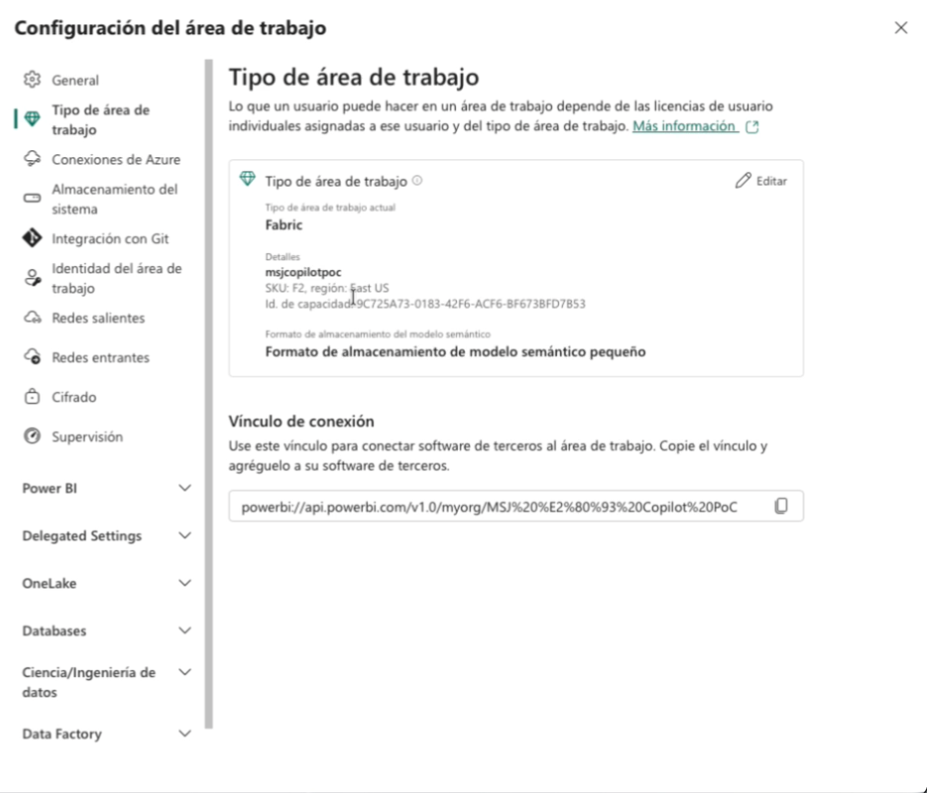 Configuración del área de trabajo
General
Tipo de área de
trabajo
Conexiones de Azure
Almacenamiento del
sistema
Integración con Git
Identidad del área de
trabajo
Redes salientes
Redes entrantes
Cifrado
Supervisión
Power BI
Delegated Settings
OneLake
Databases
Ciencia/Ingeniería de
datos
Data Factory
Tipo de área de trabajo
Lo que un usuario puede hacer en un área de trabajo depende de las licencias de usuario
individuales asignadas a ese usuario y del tipo de área de trabajo. Más información
Tipo de área de trabajo
Editar
Tipo de área de trabajo actual
Fabric
Detalles
msjcopilotpoc
SKU: F2, región: East US
Id. de capacidad: 9C725A73-0183-42F6-ACF6-BF673BFD7B53
Formato de almacenamiento del modelo semántico
Formato de almacenamiento de modelo semántico pequeño
Vínculo de conexión
Use este vínculo para conectar software de terceros al área de trabajo. Copie el vínculo y
agréguelo a su software de terceros.
powerbi://api.powerbi.com/v1.0/myorg/MSJ%20%E2%80%93%20Copilot%20PoC